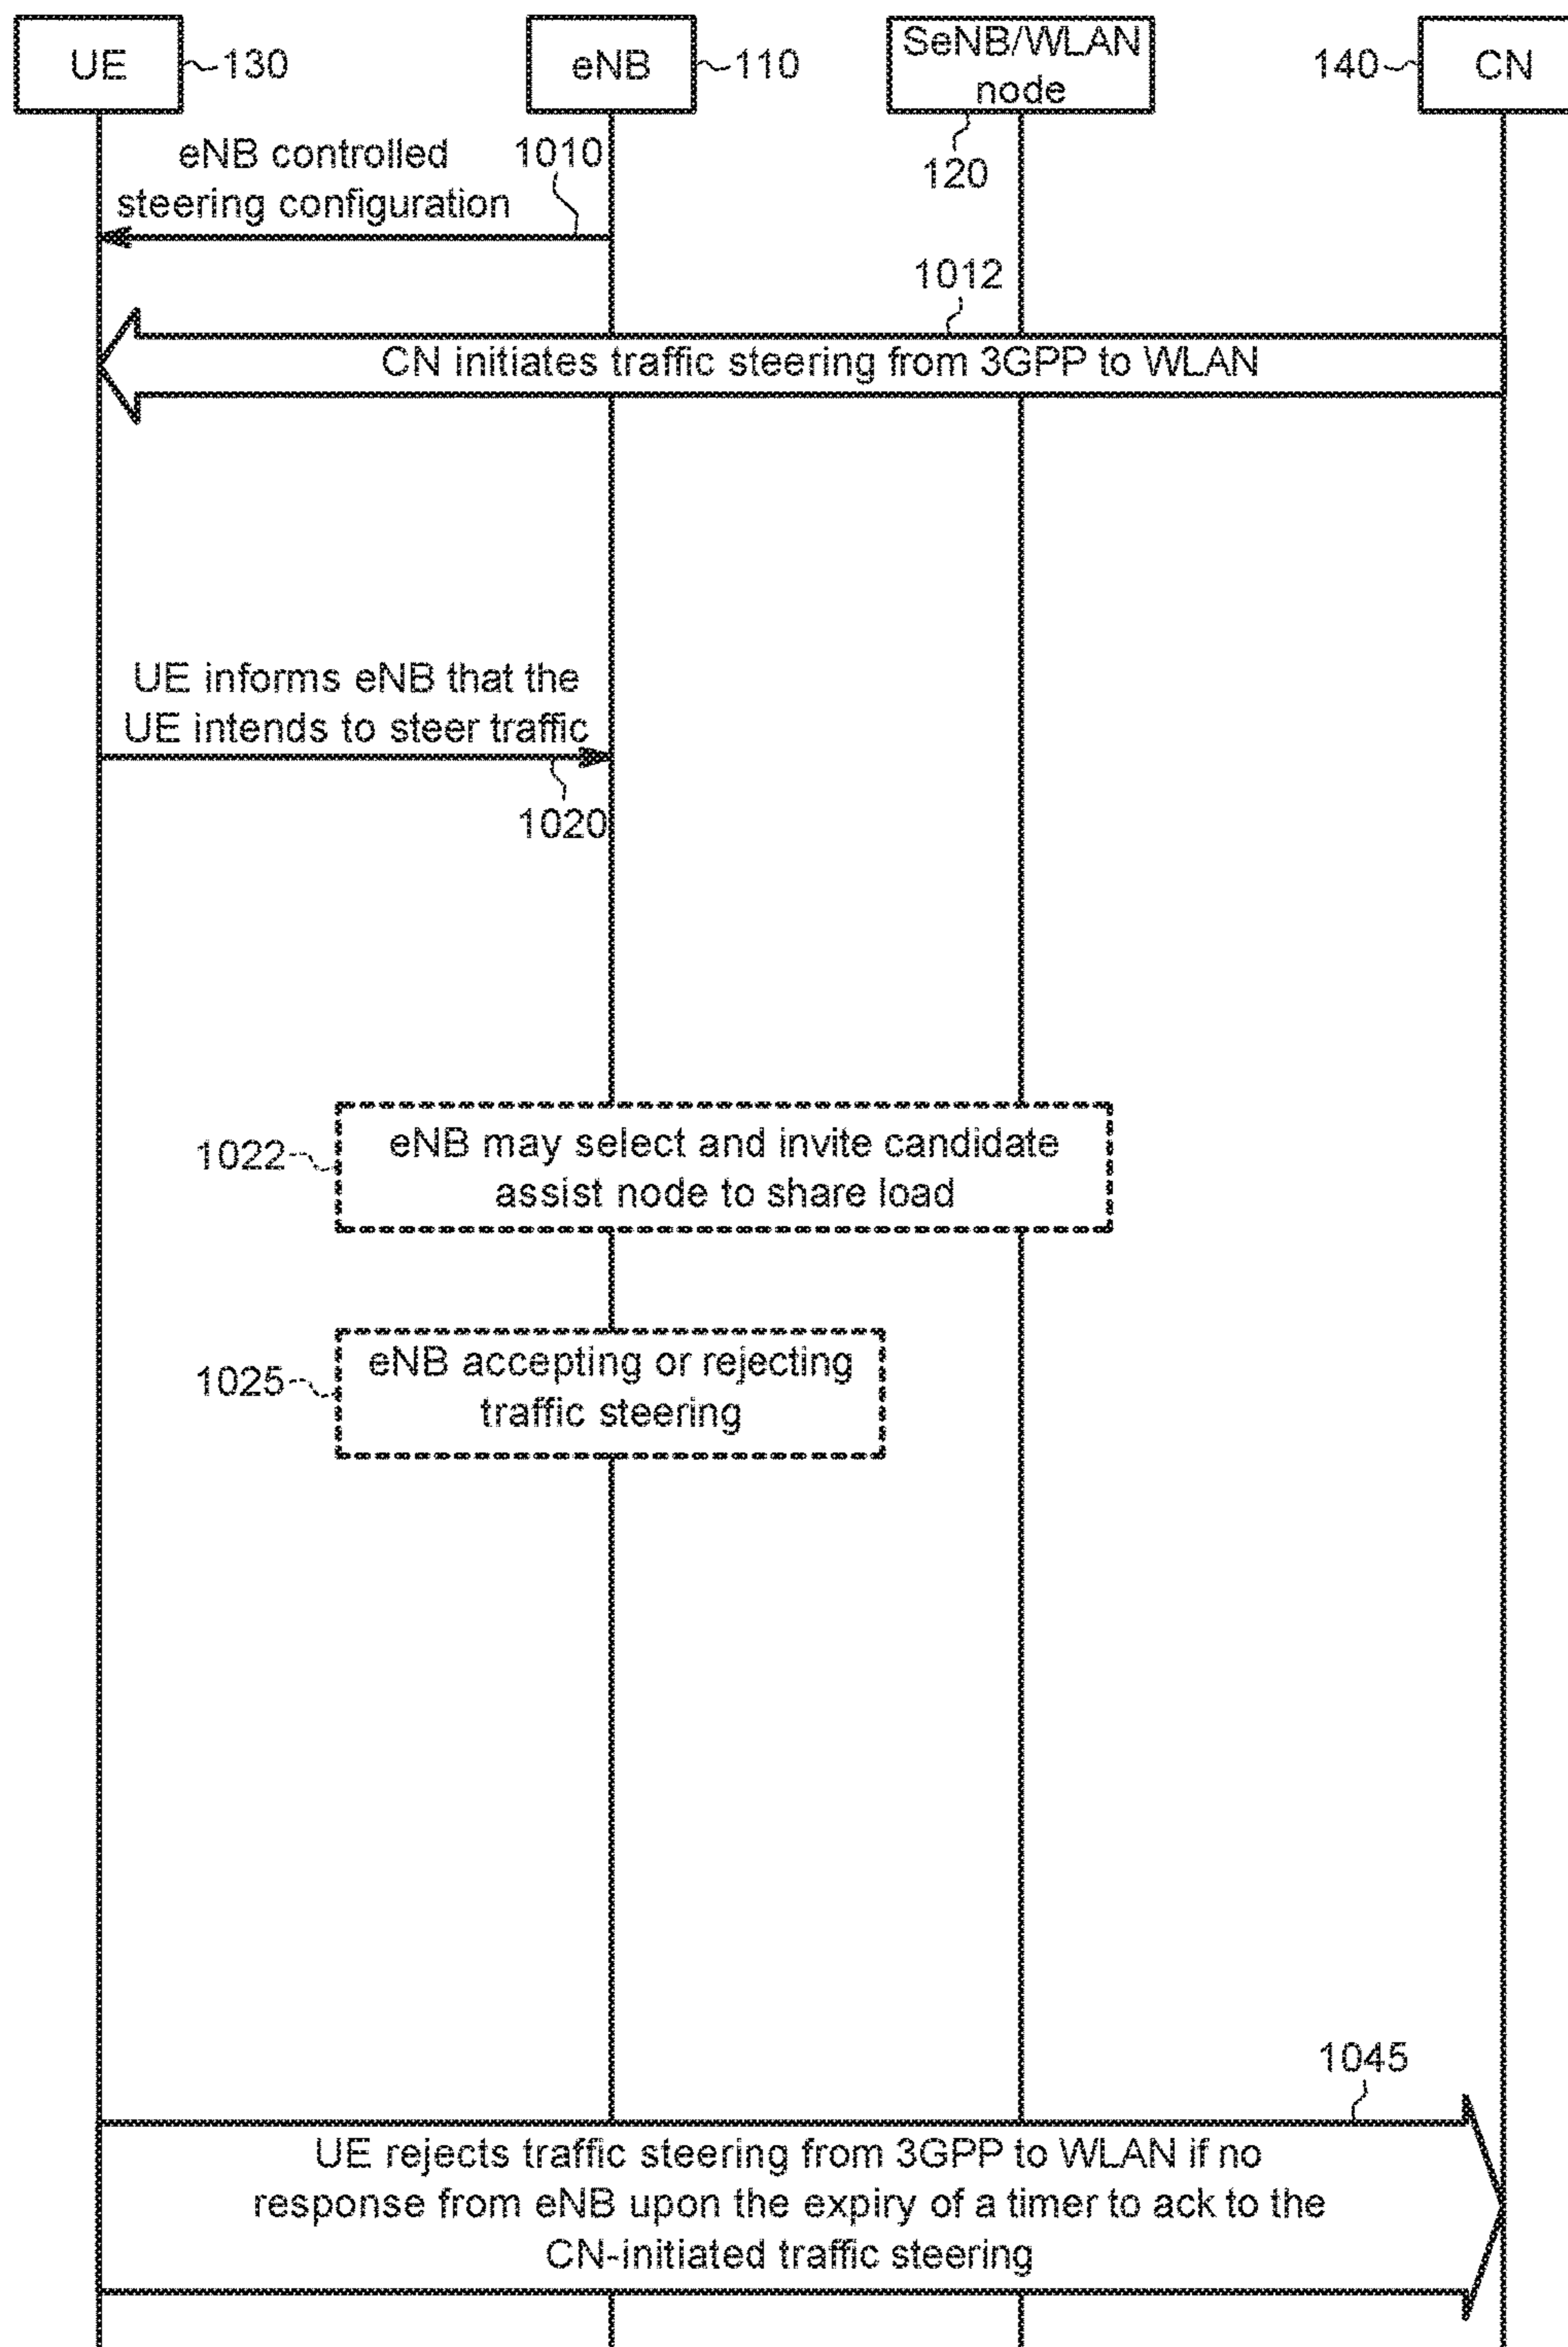 UE
130
eNB
110
SeNB/WLAN
node
120
140
CN
eNB controlled
steering configuration
1010
1012
CN initiates traffic steering from 3GPP to WLAN
UE informs eNB that the
UE intends to steer traffic
1020
1022
eNB may select and invite candidate
assist node to share load
1025
eNB accepting or rejecting
traffic steering
1045
UE rejects traffic steering from 3GPP to WLAN if no
response from eNB upon the expiry of a timer to ack to the
CN-initiated traffic steering